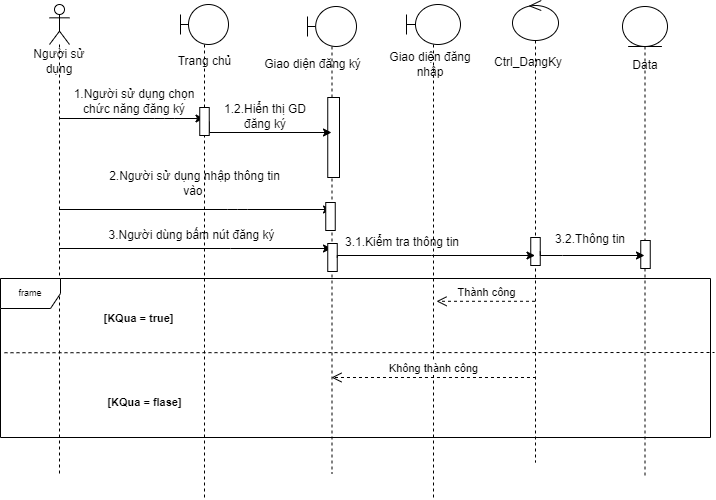 Người sử
dụng
Trang chủ
Giao diện đăng ký
Giao diện đăng
nhập
Ctrl_DangKy
Data
1.Người sử dụng chọn
chức năng đăng ký
1.2.Hiển thị GD
đăng ký
2.Người sử dụng nhập thông tin
vào
3.Người dùng bấm nút đăng ký
3.1.Kiểm tra thông tin
3.2.Thông tin
frame
Thành công
[KQua = true]
Không thành công
[KQua = flase]